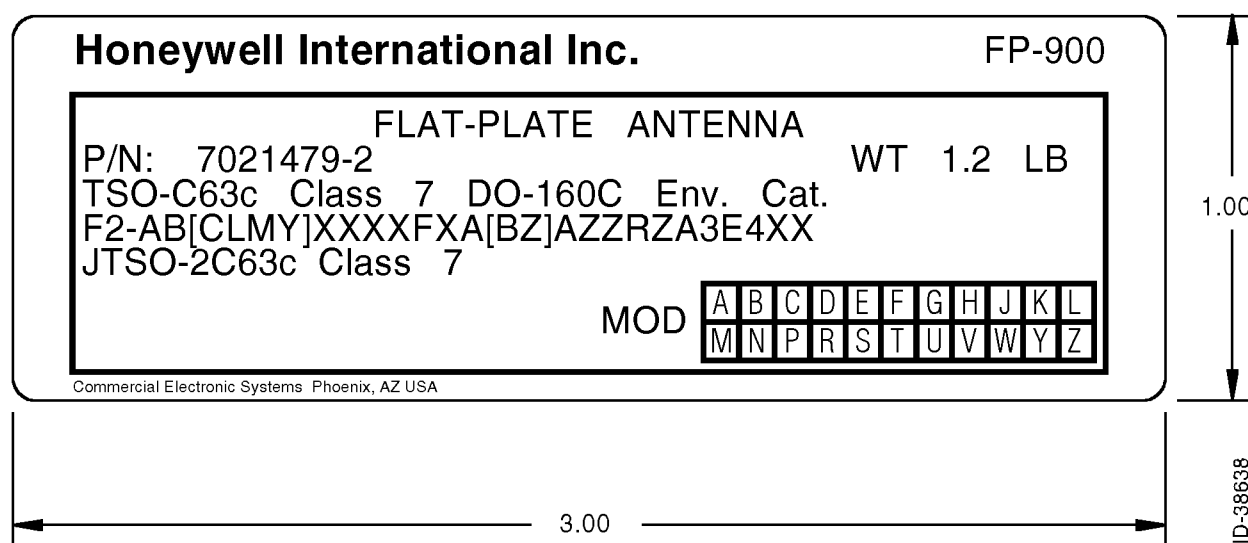 Honeywell International Inc. FP-900
FLAT-PLATE ANTENNA
P/N: 7021479-2 WT 1.2 LB
TSO-C63c Class 7 DO-160C Env. Cat.
F2-AB[CLMY]XXXXFXA[BZ]AZZRZA3E4XX
JTSO-2C63c Class 7
MOD
A B C D E F G H J K L
M N P R S T U V W Y Z
Commercial Electronic Systems Phoenix, AZ USA
1.00
3.00
ID-38638